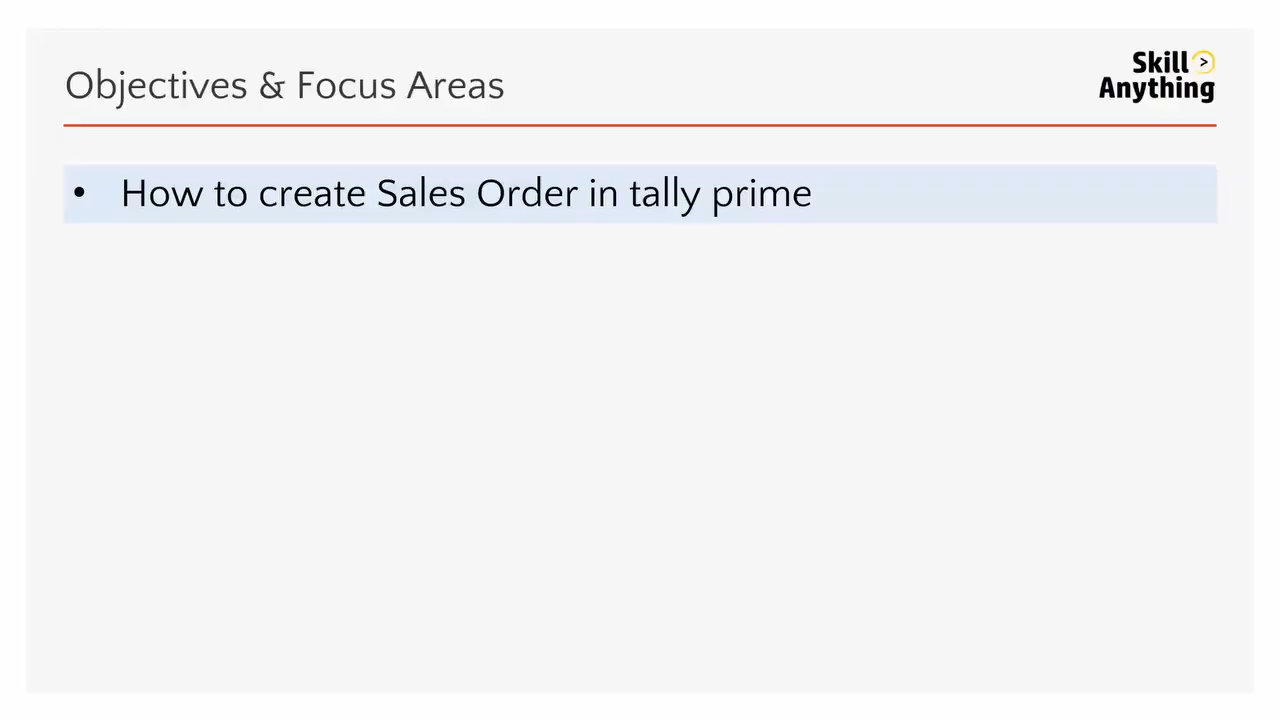 Objectives & Focus Areas
Skill >
Anything
• How to create Sales Order in tally prime